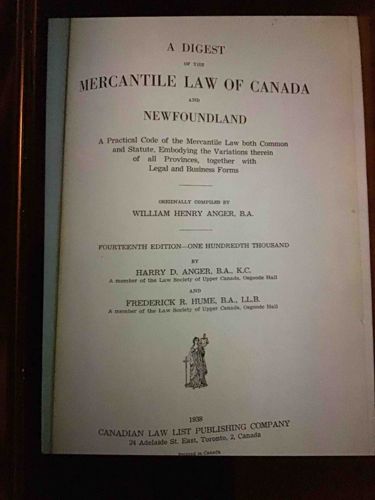 A DIGEST
OF THE
MERCANTILE LAW OF CANADA
AND
NEWFOUNDLAND
A Practical Code of the Mercantile Law both Common
and Statute, Embodying the Variations therein
of all Provinces, together with
Legal and Business Forms
ORIGINALLY COMPILED BY
WILLIAM HENRY ANGER, B.A.
FOURTEENTH EDITION—ONE HUNDREDTH THOUSAND
BY
HARRY D. ANGER, B.A., K.C.
A member of the Law Society of Upper Canada, Osgoode Hall
AND
FREDERICK R. HUME, B.A., LL.B.
A member of the Law Society of Upper Canada, Osgoode Hall
1938
CANADIAN LAW LIST PUBLISHING COMPANY
24 Adelaide St. East, Toronto, 2, Canada
Printed in Canada